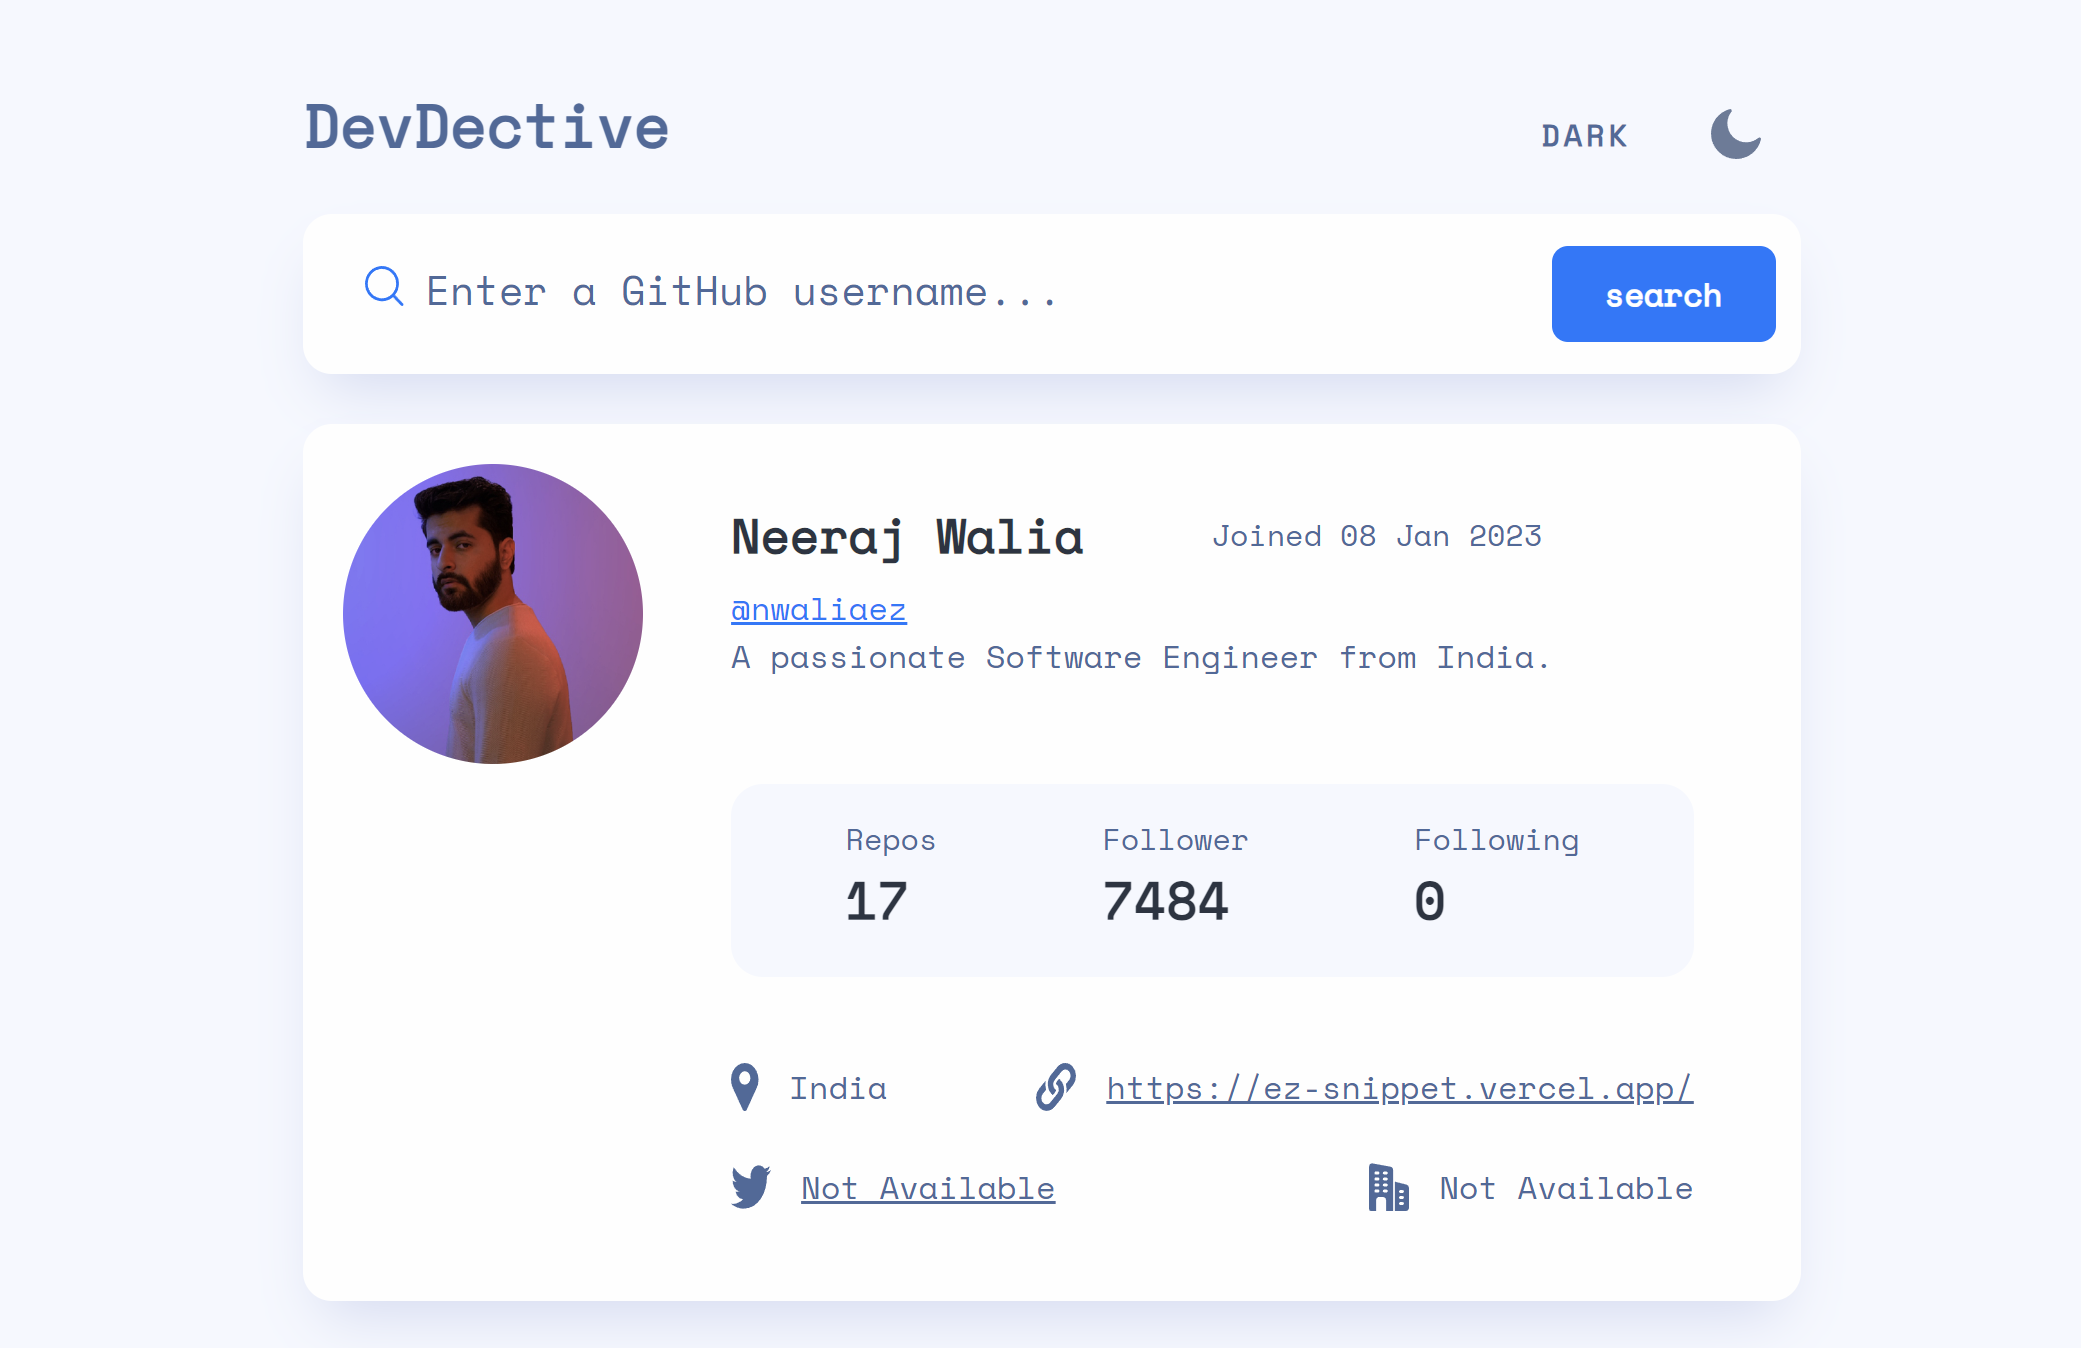 DevDective
DARK
Enter a GitHub username...
search
Neeraj Walia
Joined 08 Jan 2023
@nwaliaez
A passionate Software Engineer from India.
Repos Follower Following
17 7484 0
India
https://ez-snippet.vercel.app/
Not Available
Not Available